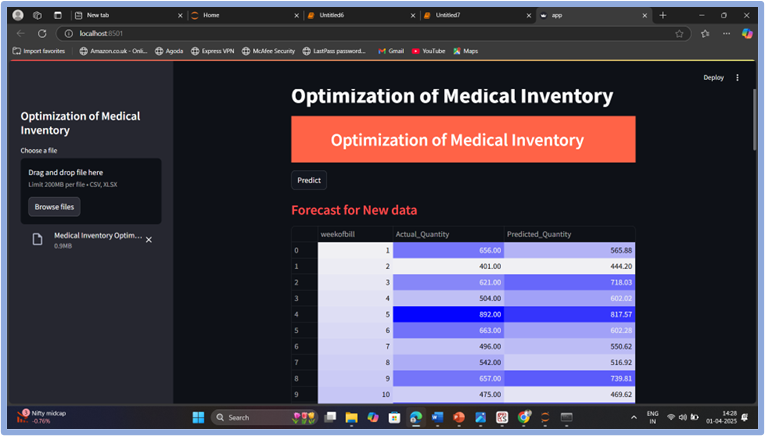 New tab
Home
Untitled6
Untitled7
app
localhost:8501
Import favorites
Amazon.co.uk - Onli...
Agoda
Express VPN
McAfee Security
LastPass password...
Gmail
YouTube
Maps
Deploy
Optimization of Medical
Inventory
Choose a file
Drag and drop file here
Limit 200MB per file • CSV, XLSX
Browse files
Medical Inventory Optim...
0.9MB
Optimization of Medical Inventory
Optimization of Medical Inventory
Predict
Forecast for New data
weekofbill Actual_Quantity Predicted_Quantity
0 1 656.00 565.88
1 2 401.00 444.20
2 3 621.00 718.03
3 4 504.00 602.02
4 5 892.00 817.57
5 6 663.00 602.28
6 7 496.00 550.62
7 8 542.00 516.92
8 9 657.00 739.81
9 10 475.00 469.62
Nifty midcap
-0.76%
Search
ENG
IN
14:28
01-04-2025